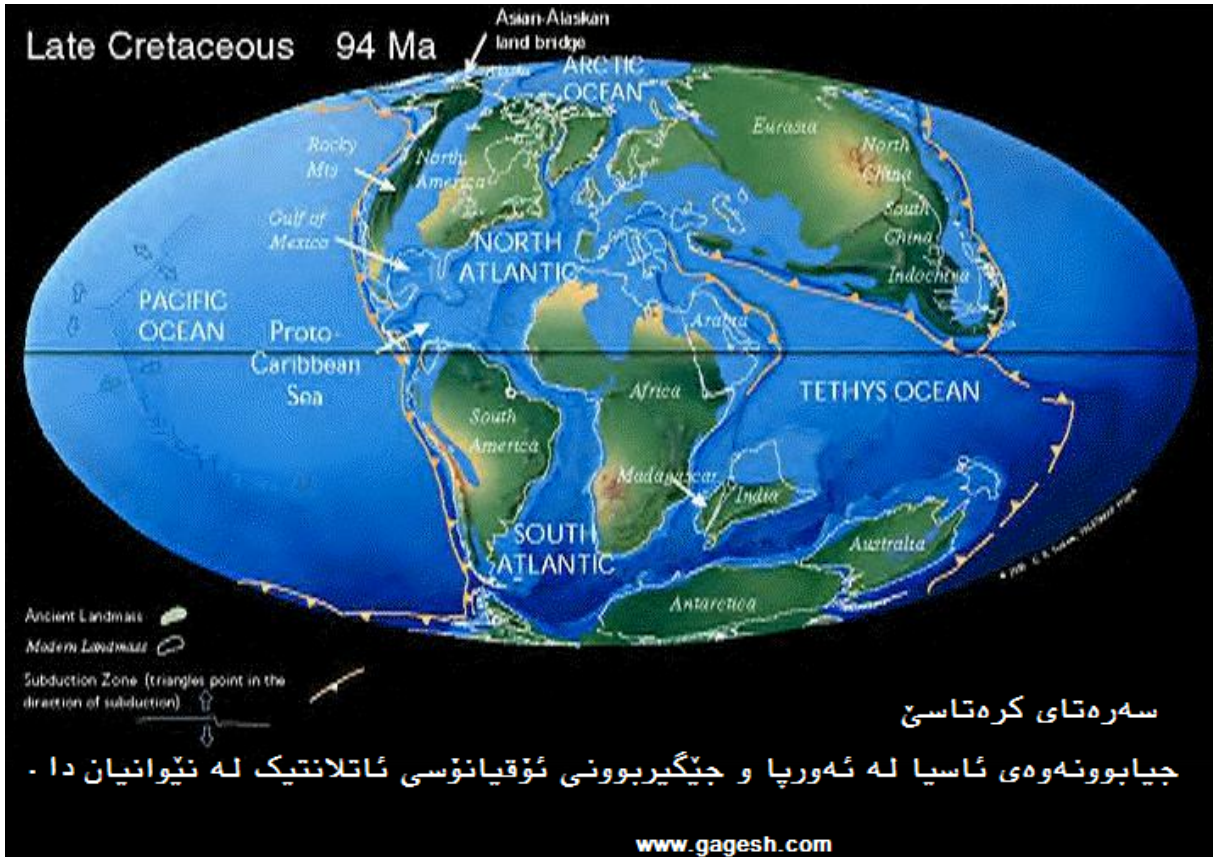 Late Cretaceous 94 Ma
Asian-Alaskan
land bridge
Alaska
ARCTIC
OCEAN
Rocky
Mts
North
America
Gulf of
Mexico
Eurasia
North
China
South
China
Indochina
NORTH
ATLANTIC
PACIFIC
OCEAN
Proto-
Caribbean
Sea
Arabia
Africa
TETHYS OCEAN
South
America
Madagascar
India
SOUTH
ATLANTIC
Australia
Antarctica
Ancient Landmass
Modern Landmass
Subduction Zone (triangles point in the
direction of subduction)
سەرەتای کرەتاسێ
جیابوونەوەی ئاسیا لە ئەورپا و جێگیربوونی ئۆقیانۆسی ئاتلانتیک لە نێوانیان دا .
www.gagesh.com